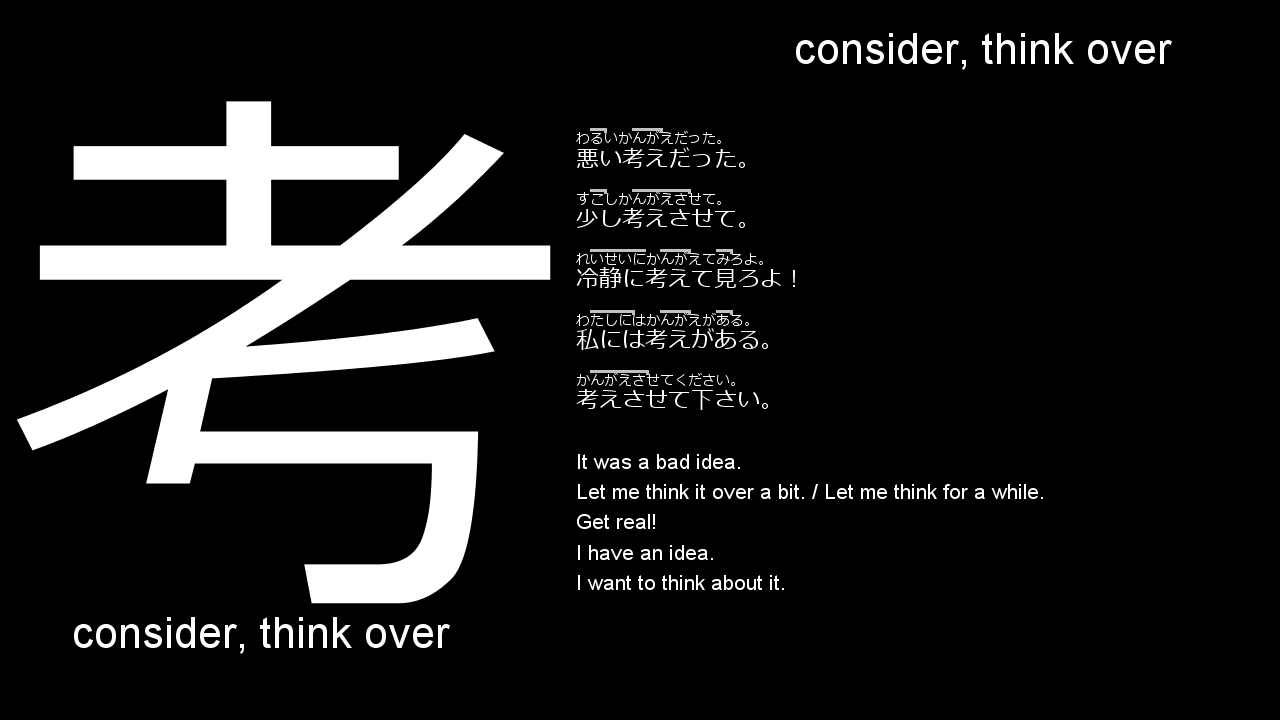 consider, think over
考
わるいかんがえだった。
悪い考えだった。
すこしかんがえさせて。
少し考えさせて。
れいせいにかんがえてみろよ。
冷静に考えて見ろよ！
わたしにはかんがえがある。
私には考えがある。
かんがえさせてください。
考えさせて下さい。
It was a bad idea.
Let me think it over a bit. / Let me think for a while.
Get real!
I have an idea.
I want to think about it.
consider, think over